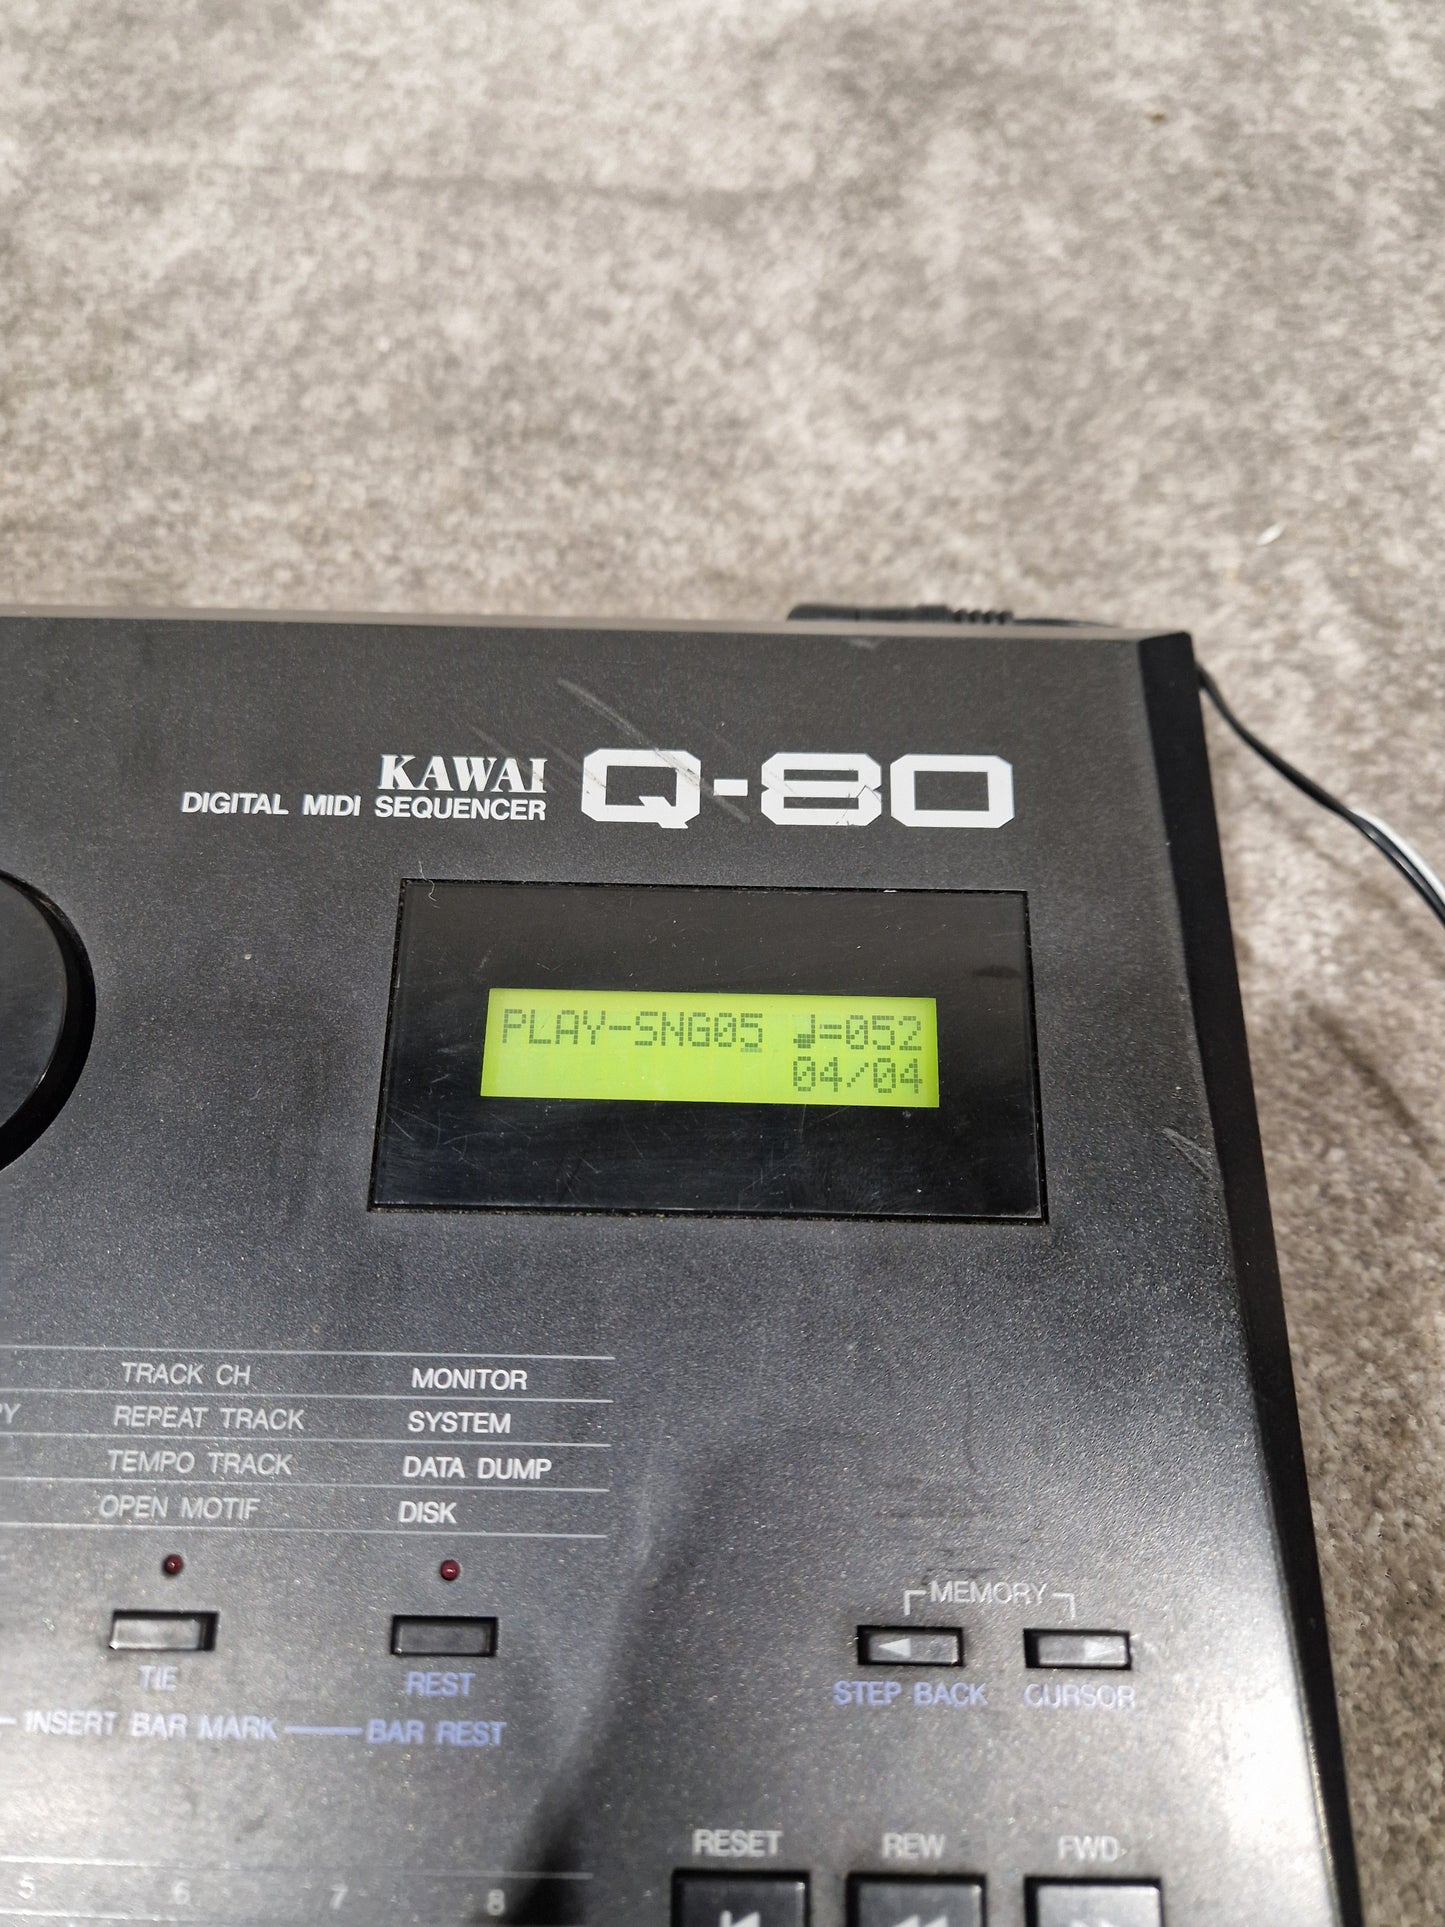 KAWAI
DIGITAL MIDI SEQUENCER Q-80
PLAY-SNG05 ♩=052
04/04
TRACK CH MONITOR
REPEAT TRACK SYSTEM
TEMPO TRACK DATA DUMP
OPEN MOTIF DISK
MEMORY
TIE REST STEP BACK CURSOR
INSERT BAR MARK BAR REST
RESET REW FWD
5 6 7 8